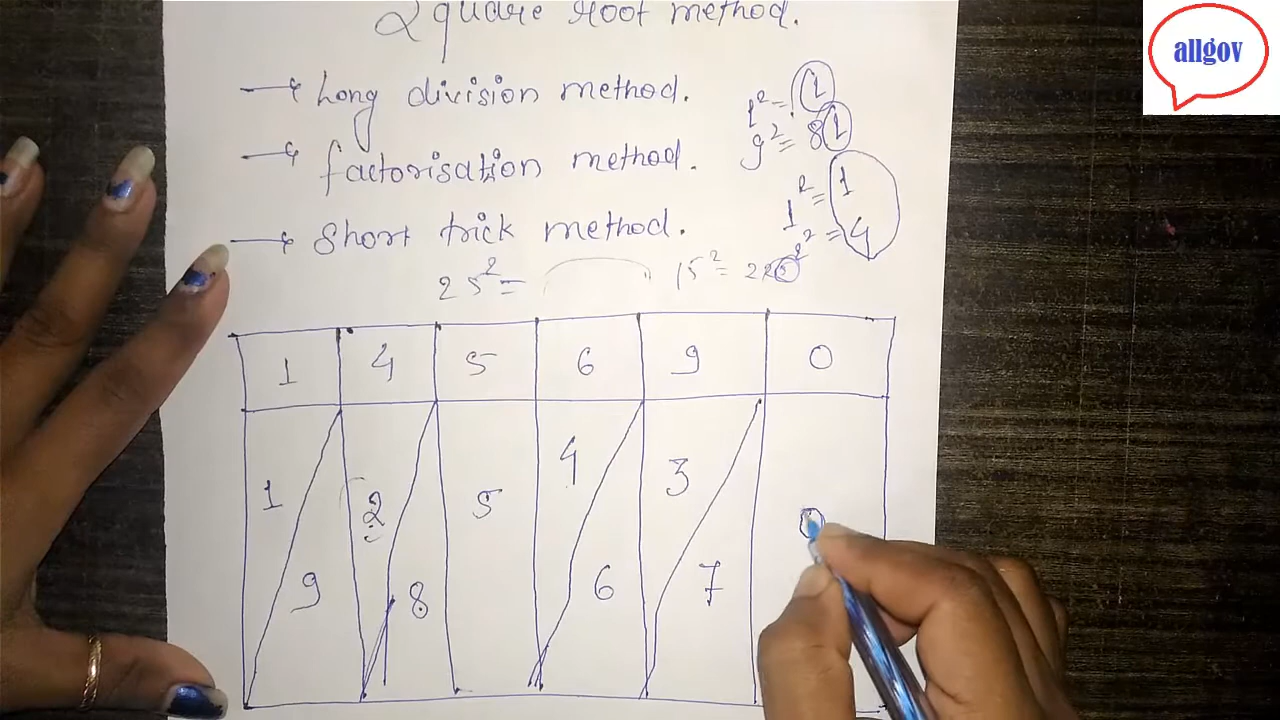 Square root method.
→ Long division method.
→ factorisation method.
→ Short trick method.
1² = 1
9² = 81
1² = 1
2² = 4
25² =
15² = 225
1 4 5 6 9 0
1 2 5 4 3 0
9 8 6 7
allgov